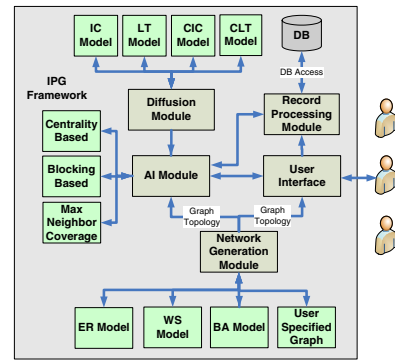 IC
Model
LT
Model
CIC
Model
CLT
Model
DB
DB Access
IPG
Framework
Diffusion
Module
Record
Processing
Module
Centrality
Based
Blocking
Based
Max
Neighbor
Coverage
AI Module
User
Interface
Graph
Topology
Graph
Topology
Network
Generation
Module
ER Model
WS
Model
BA Model
User
Specified
Graph